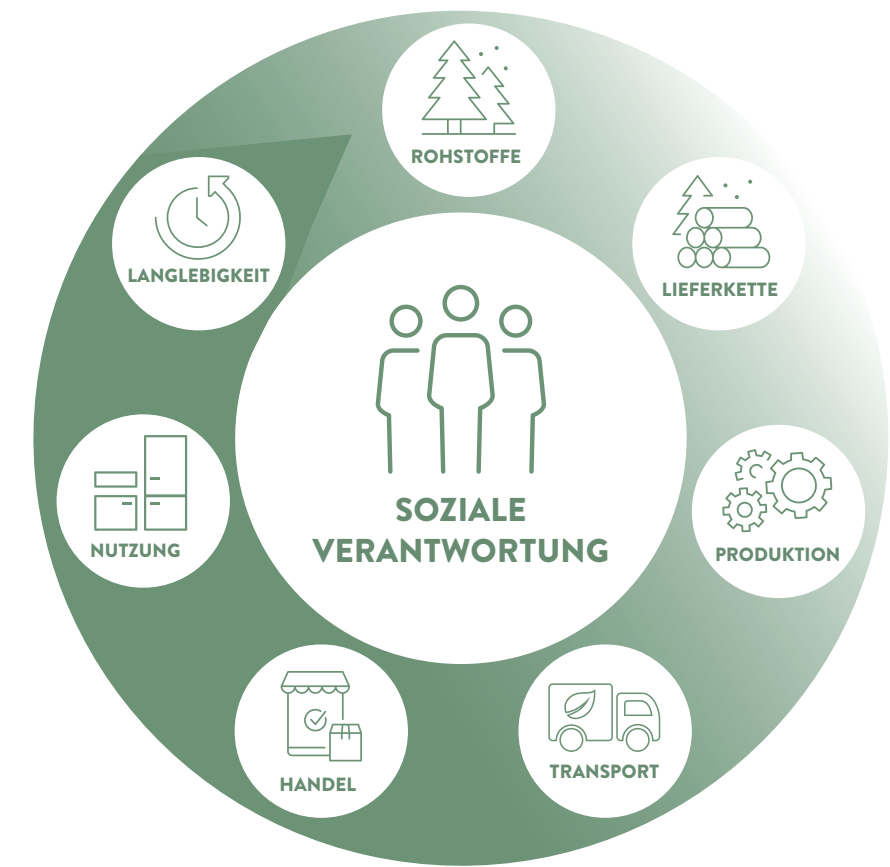 ROHSTOFFE
LIEFERKETTE
PRODUKTION
TRANSPORT
HANDEL
NUTZUNG
LANGLEBIGKEIT
SOZIALE
VERANTWORTUNG